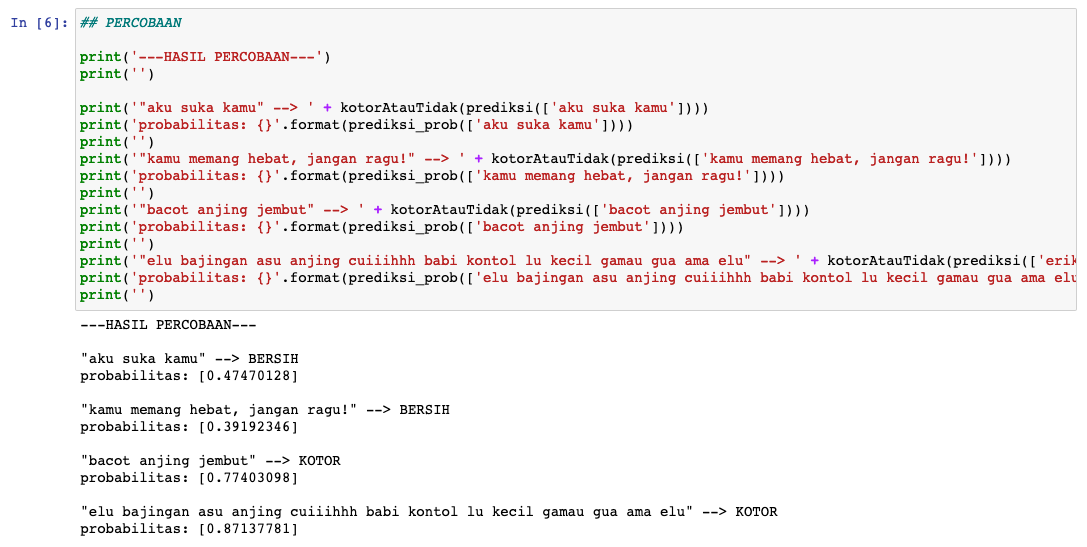 In [6]: ## PERCOBAAN
print('---HASIL PERCOBAAN---')
print('')
print('"aku suka kamu" --> ' + kotorAtauTidak(prediksi(['aku suka kamu'])))
print('probabilitas: {}'.format(prediksi_prob(['aku suka kamu'])))
print('')
print('"kamu memang hebat, jangan ragu!" --> ' + kotorAtauTidak(prediksi(['kamu memang hebat, jangan ragu!'])))
print('probabilitas: {}'.format(prediksi_prob(['kamu memang hebat, jangan ragu!'])))
print('')
print('"bacot anjing jembut" --> ' + kotorAtauTidak(prediksi(['bacot anjing jembut'])))
print('probabilitas: {}'.format(prediksi_prob(['bacot anjing jembut'])))
print('')
print('"elu bajingan asu anjing cuiiihhh babi kontol lu kecil gamau gua ama elu" --> ' + kotorAtauTidak(prediksi(['erik
print('probabilitas: {}'.format(prediksi_prob(['elu bajingan asu anjing cuiiihhh babi kontol lu kecil gamau gua ama elu
print('')
---HASIL PERCOBAAN---
"aku suka kamu" --> BERSIH
probabilitas: [0.47470128]
"kamu memang hebat, jangan ragu!" --> BERSIH
probabilitas: [0.39192346]
"bacot anjing jembut" --> KOTOR
probabilitas: [0.77403098]
"elu bajingan asu anjing cuiiihhh babi kontol lu kecil gamau gua ama elu" --> KOTOR
probabilitas: [0.87137781]